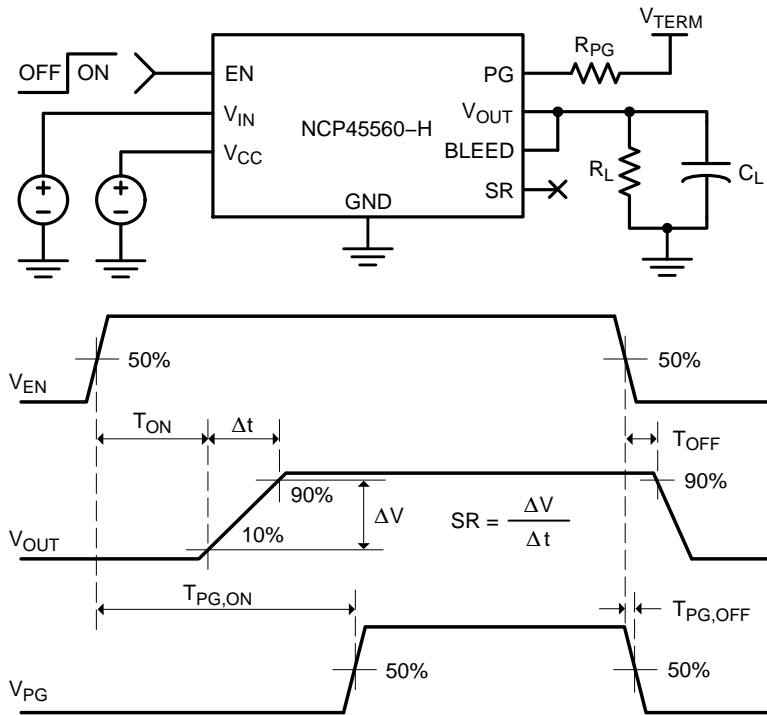 V_TERM
R_PG
OFF ON
EN
PG
V_IN
V_OUT
NCP45560−H
V_CC
BLEED
R_L
C_L
SR
GND
+
−
+
−
50%
50%
V_EN
T_ON
Δt
T_OFF
90%
90%
ΔV
SR = ΔV
Δt
10%
V_OUT
T_PG,ON
T_PG,OFF
50%
50%
V_PG